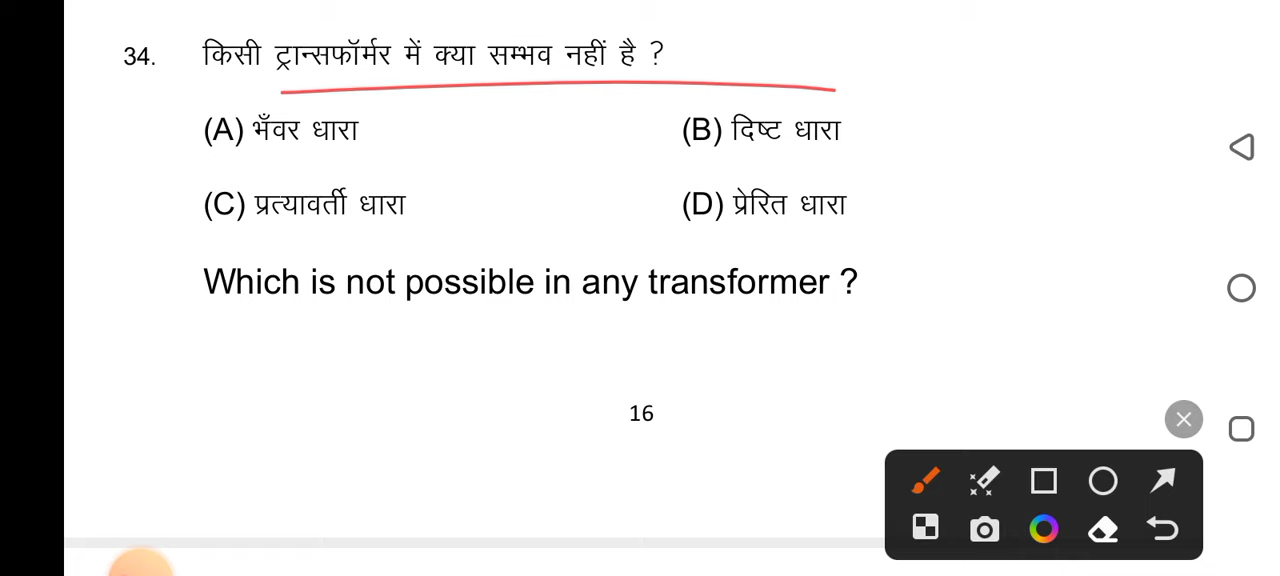 34. किसी ट्रान्सफॉर्मर में क्या सम्भव नहीं है ?
(A) भँवर धारा (B) दिष्ट धारा
(C) प्रत्यावर्ती धारा (D) प्रेरित धारा
Which is not possible in any transformer ?
16